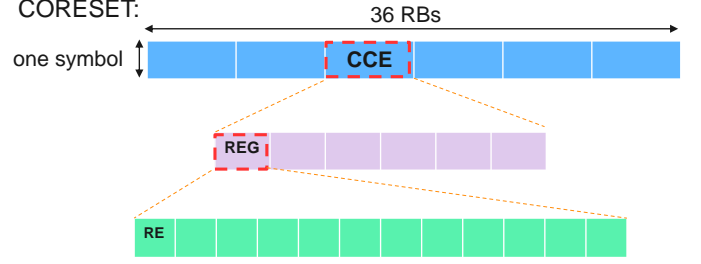 CORESET:
36 RBs
one symbol
CCE
REG
RE